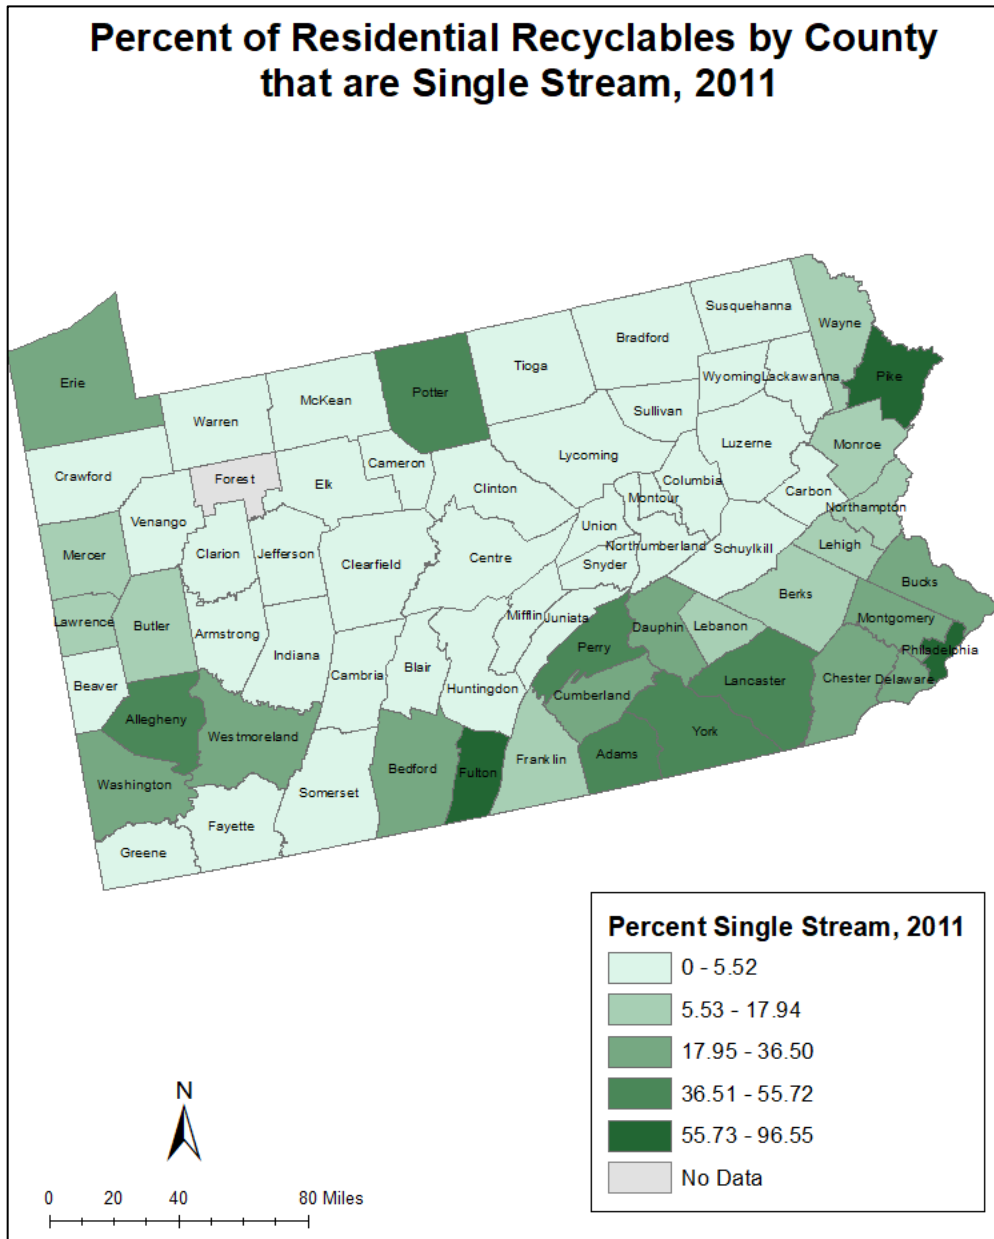 Percent of Residential Recyclables by County
that are Single Stream, 2011
Susquehanna
Wayne
Bradford
Tioga
Erie
Wyoming
Lackawanna
Pike
Potter
McKean
Warren
Sullivan
Luzerne
Monroe
Lycoming
Cameron
Crawford
Forest
Elk
Clinton
Columbia
Carbon
Montour
Northampton
Venango
Union
Northumberland
Schuylkill
Lehigh
Mercer
Clarion
Jefferson
Clearfield
Centre
Snyder
Bucks
Berks
Lawrence
Butler
Armstrong
Mifflin
Juniata
Dauphin
Lebanon
Montgomery
Perry
Philadelphia
Indiana
Cambria
Blair
Huntingdon
Lancaster
Chester
Delaware
Beaver
Cumberland
Allegheny
Westmoreland
York
Adams
Franklin
Fulton
Bedford
Washington
Somerset
Fayette
Greene
Percent Single Stream, 2011
0 - 5.52
5.53 - 17.94
17.95 - 36.50
36.51 - 55.72
55.73 - 96.55
No Data
N
0 20 40 80 Miles